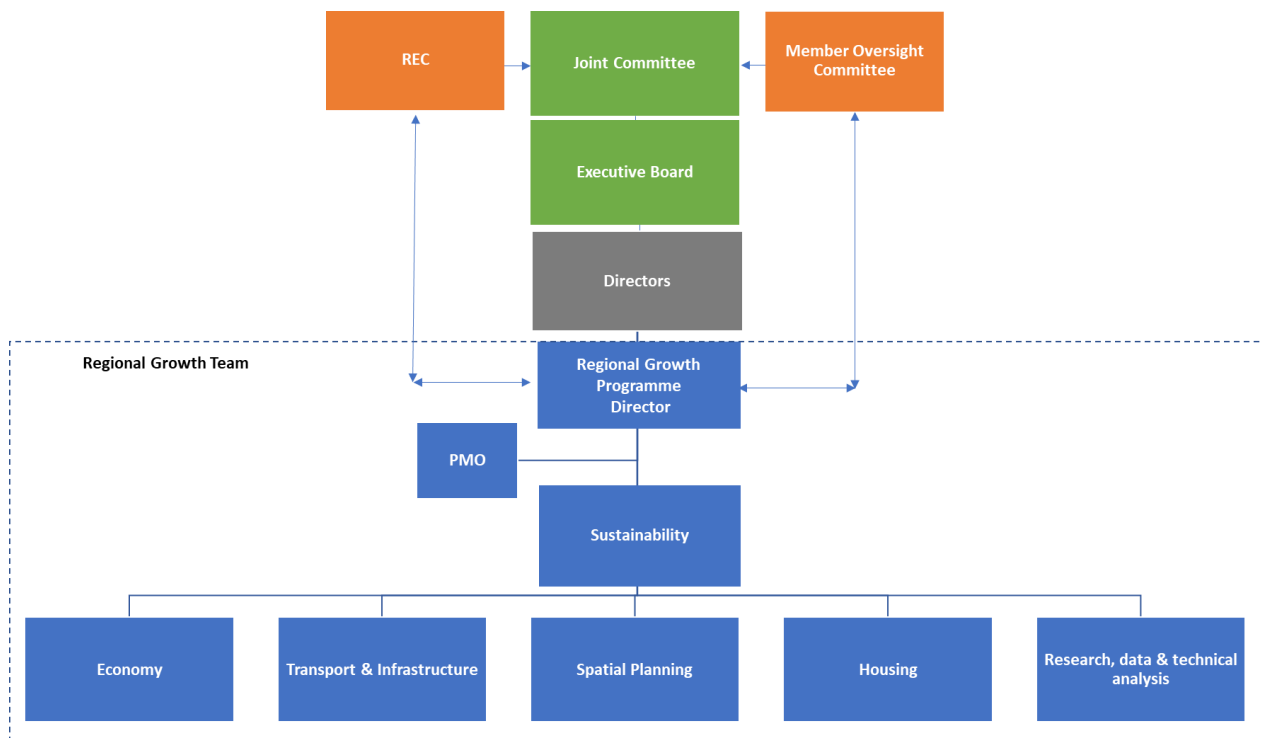 REC
Joint Committee
Member Oversight
Committee
Executive Board
Directors
Regional Growth Team
Regional Growth
Programme
Director
PMO
Sustainability
Economy
Transport & Infrastructure
Spatial Planning
Housing
Research, data & technical
analysis